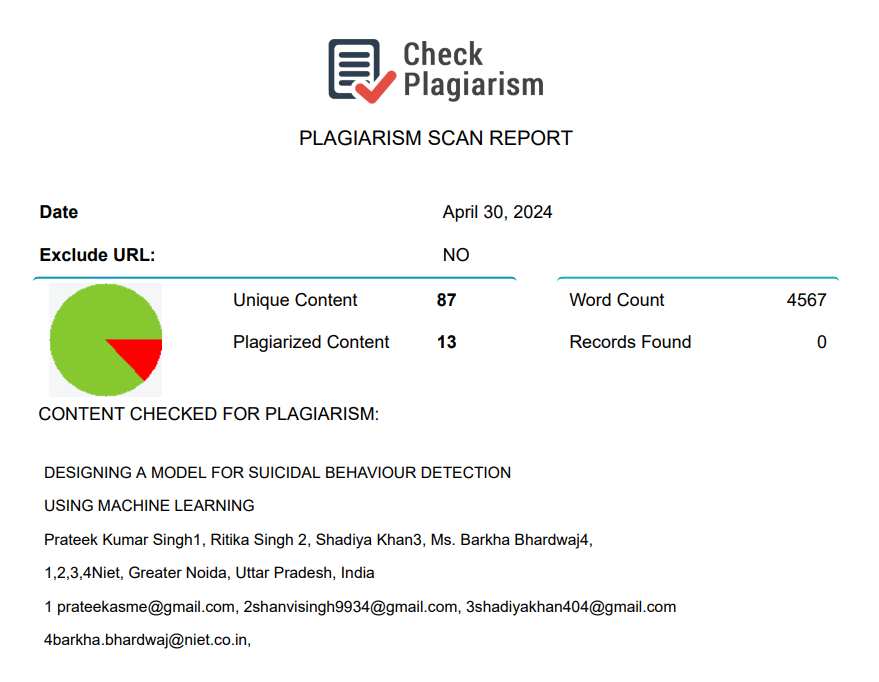 Check
Plagiarism
PLAGIARISM SCAN REPORT
Date April 30, 2024
Exclude URL: NO
Unique Content 87 Word Count 4567
Plagiarized Content 13 Records Found 0
CONTENT CHECKED FOR PLAGIARISM:
DESIGNING A MODEL FOR SUICIDAL BEHAVIOUR DETECTION
USING MACHINE LEARNING
Prateek Kumar Singh1, Ritika Singh 2, Shadiya Khan3, Ms. Barkha Bhardwaj4,
1,2,3,4Niet, Greater Noida, Uttar Pradesh, India
1 prateekasme@gmail.com, 2shanvisingh9934@gmail.com, 3shadiyakhan404@gmail.com
4barkha.bhardwaj@niet.co.in,